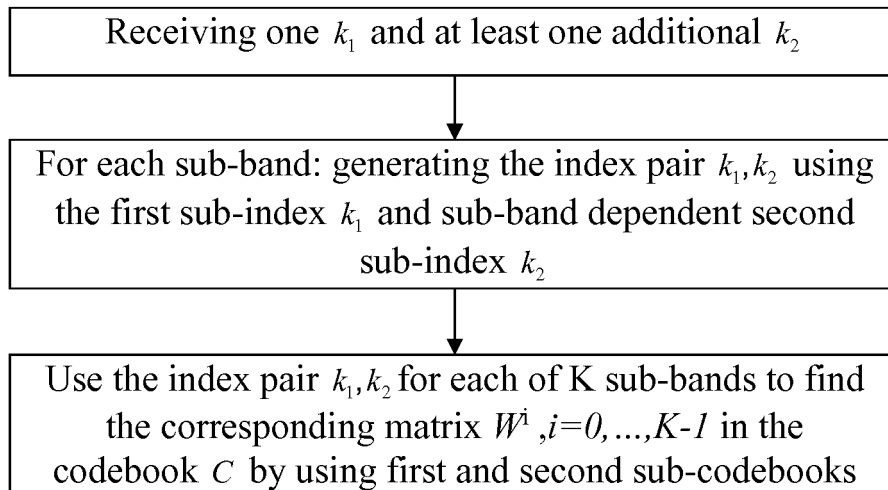 Receiving one k₁ and at least one additional k₂
For each sub-band: generating the index pair k₁,k₂ using
the first sub-index k₁ and sub-band dependent second
sub-index k₂
Use the index pair k₁,k₂ for each of K sub-bands to find
the corresponding matrix Wⁱ ,i=0,...,K-1 in the
codebook C by using first and second sub-codebooks